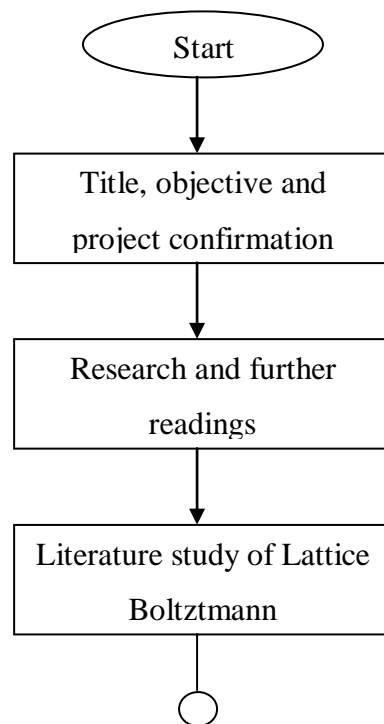 Start
Title, objective and
project confirmation
Research and further
readings
Literature study of Lattice
Boltztmann